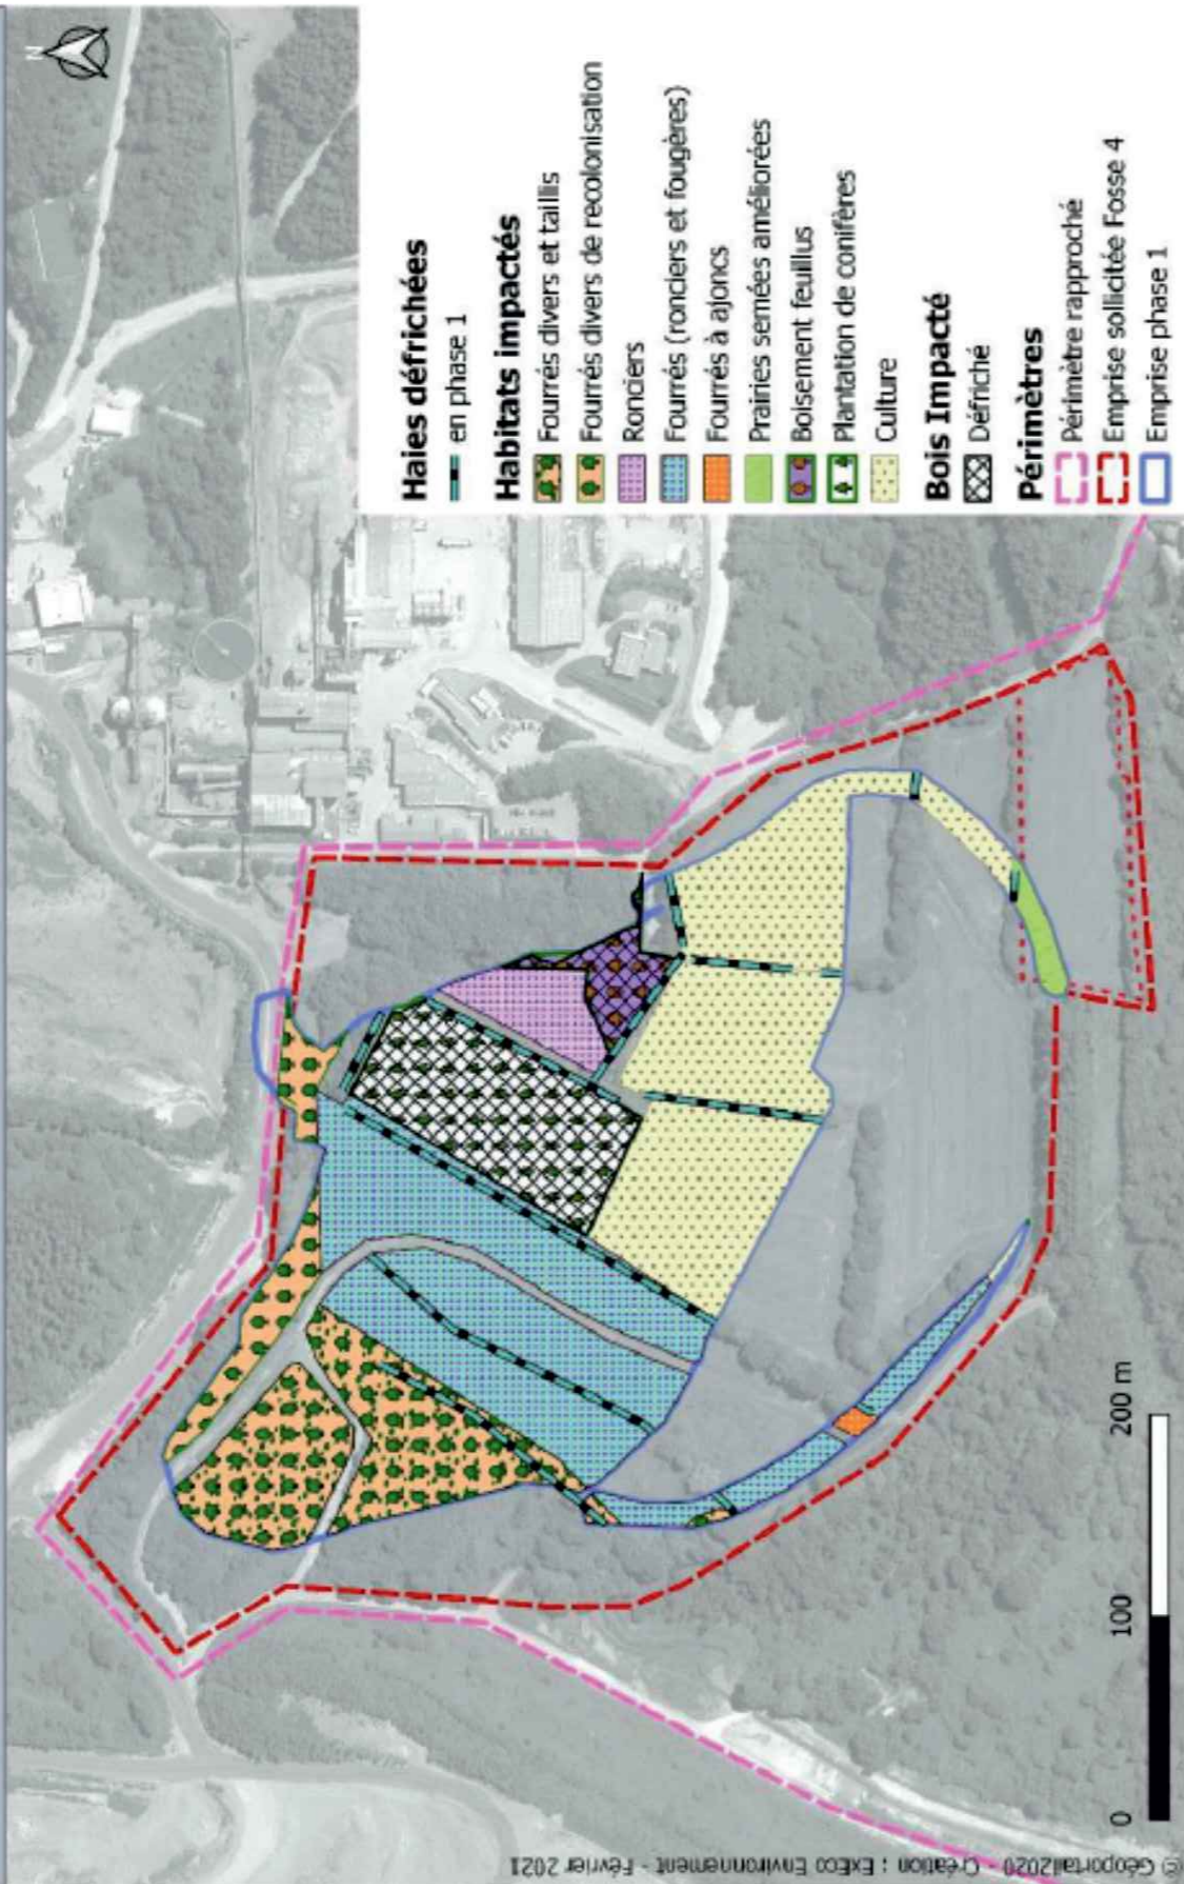 N
Haies défrichées
en phase 1
Habitats impactés
Fourrés divers et taillis
Fourrés divers de recolonisation
Ronciers
Fourrés (ronciers et fougères)
Fourrés à ajoncs
Prairies semées améliorées
Boisement feuillus
Plantation de conifères
Culture
Bois Impacté
Défriché
Périmètres
Périmètre rapproché
Emprise sollicitée Fosse 4
Emprise phase 1
0 100 200 m
© Géoportail2020 - Création : ExEco Environnement - Février 2021